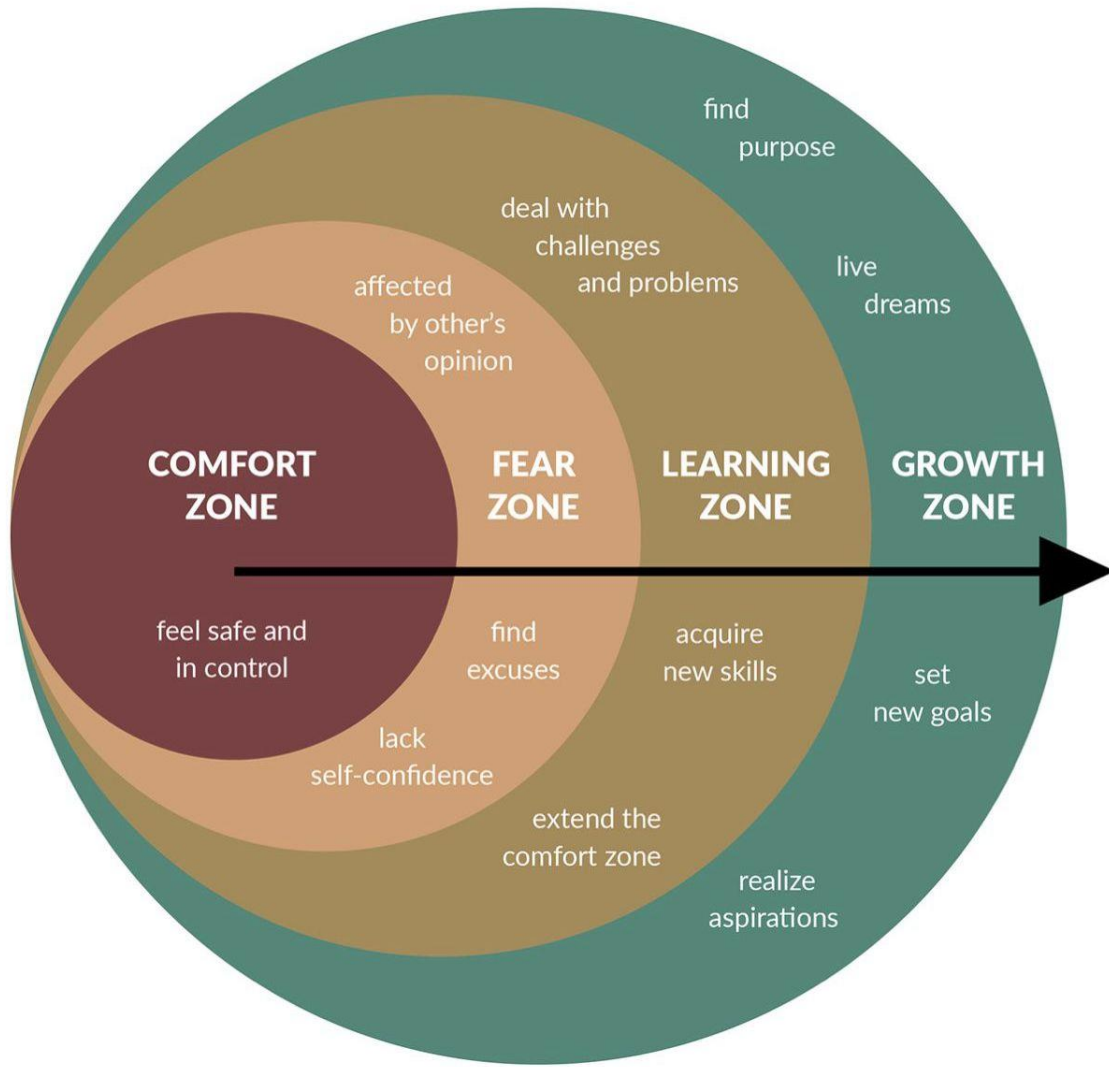 COMFORT
ZONE
feel safe and
in control
FEAR
ZONE
affected
by other’s
opinion
find
excuses
lack
self-confidence
LEARNING
ZONE
deal with
challenges
and problems
acquire
new skills
extend the
comfort zone
GROWTH
ZONE
find
purpose
live
dreams
set
new goals
realize
aspirations